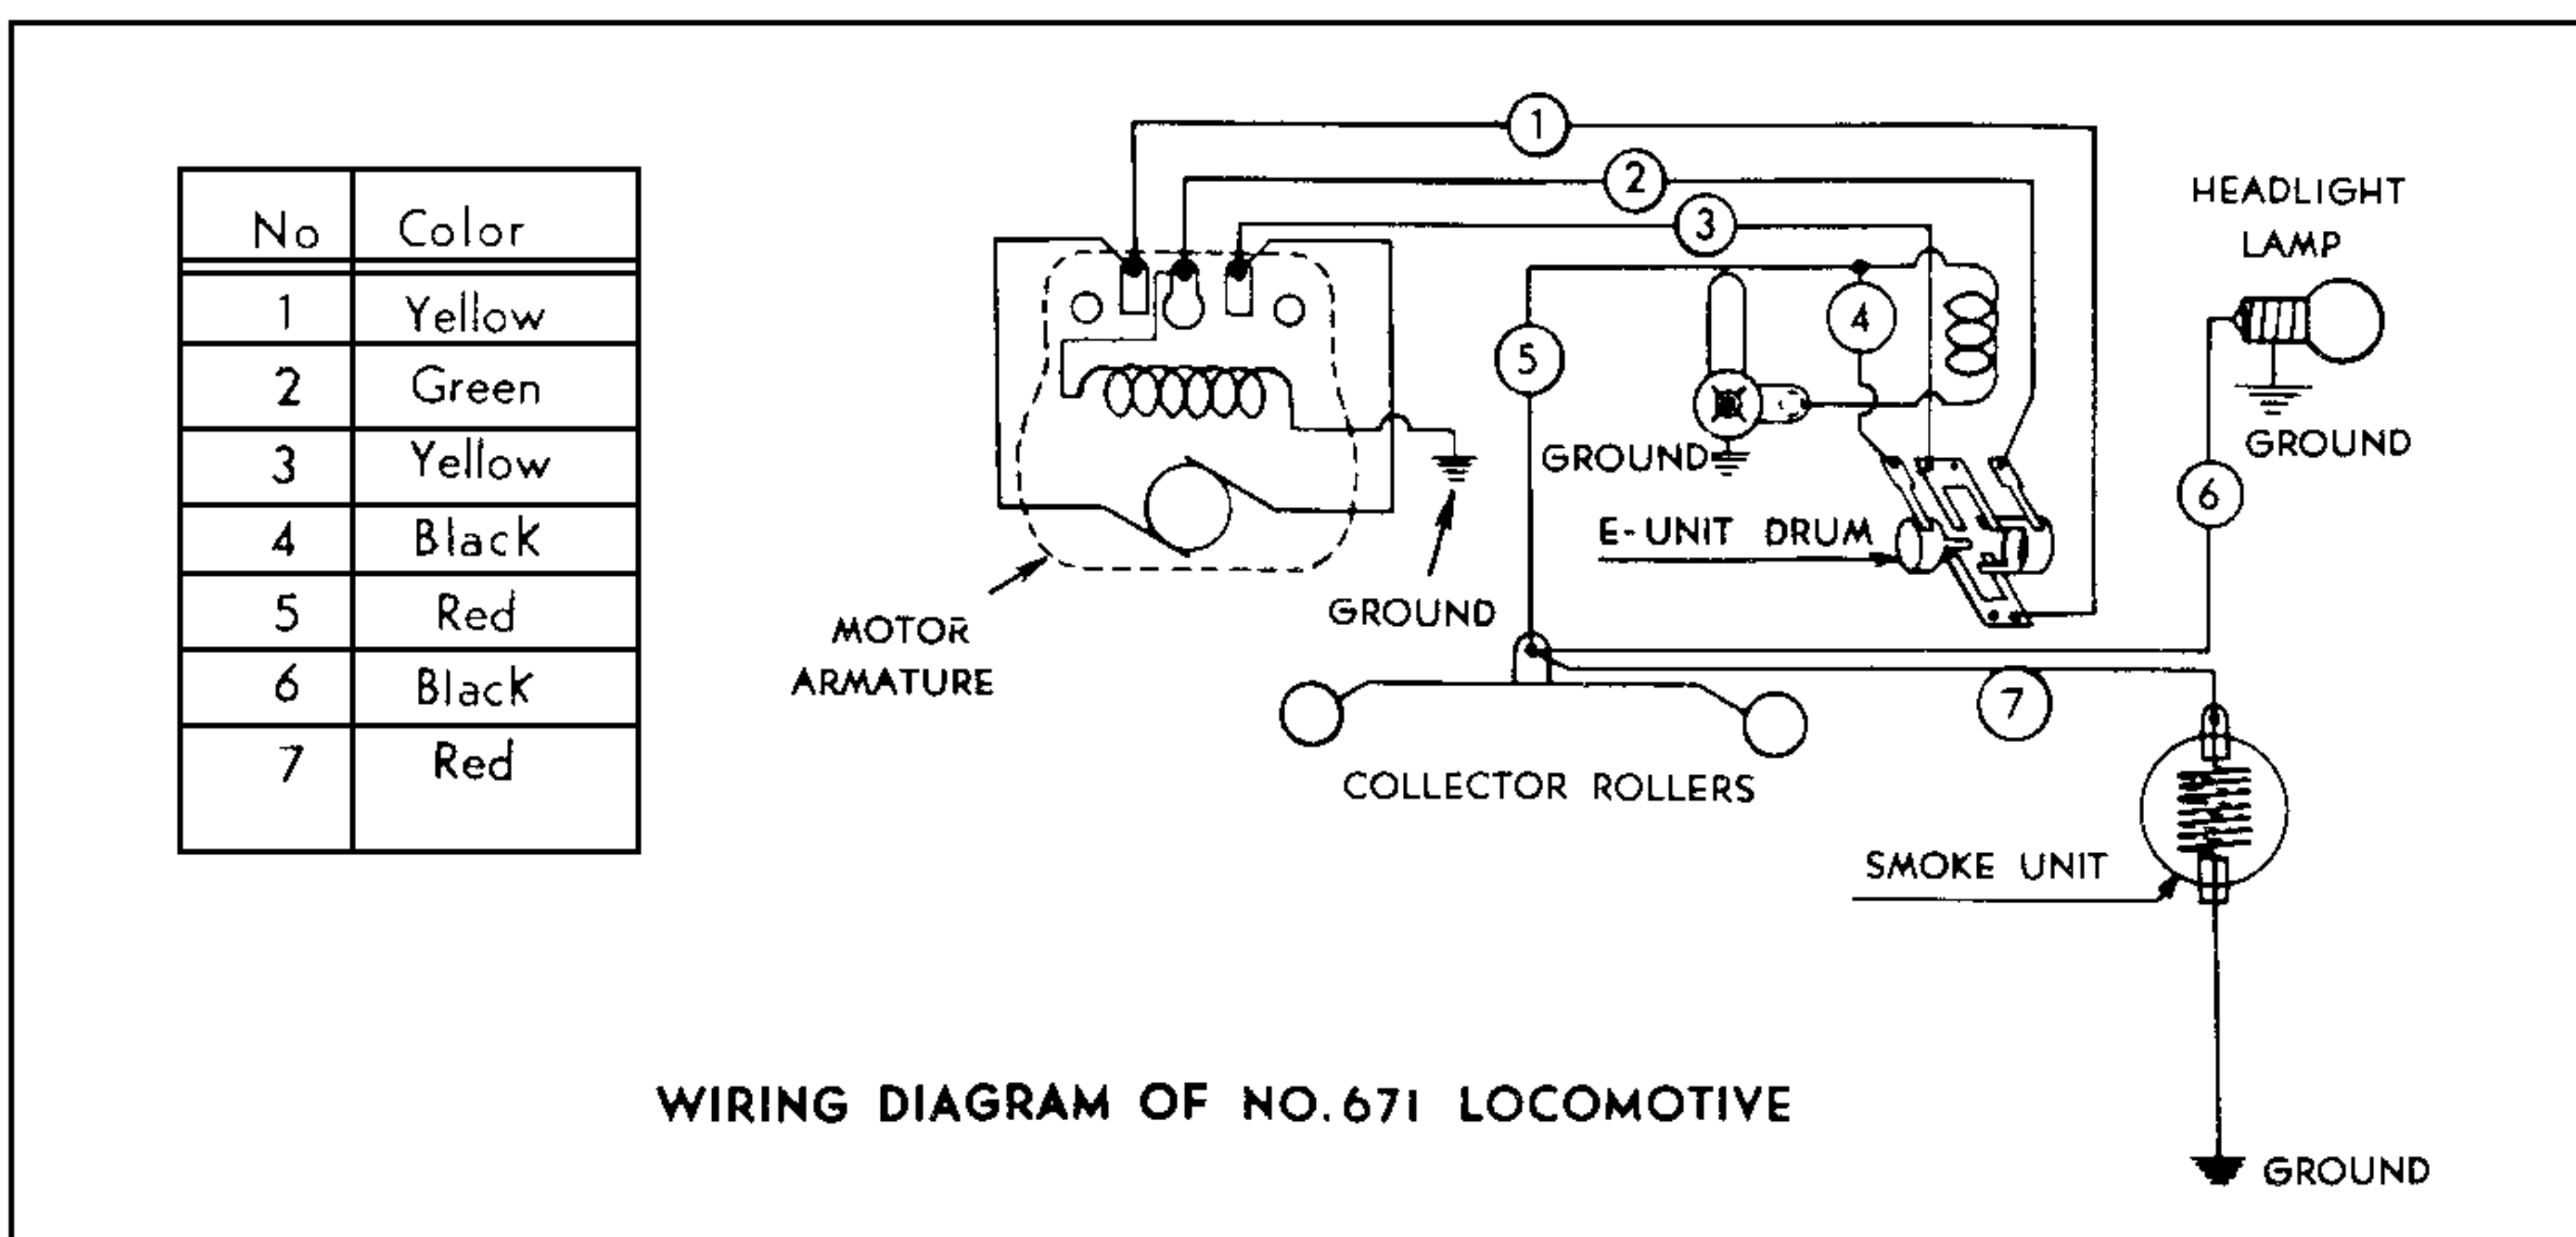 No Color
1 Yellow
2 Green
3 Yellow
4 Black
5 Red
6 Black
7 Red
1
2
3
4
5
6
7
HEADLIGHT
LAMP
GROUND
GROUND
E-UNIT DRUM
GROUND
MOTOR
ARMATURE
COLLECTOR ROLLERS
SMOKE UNIT
GROUND
WIRING DIAGRAM OF NO. 671 LOCOMOTIVE